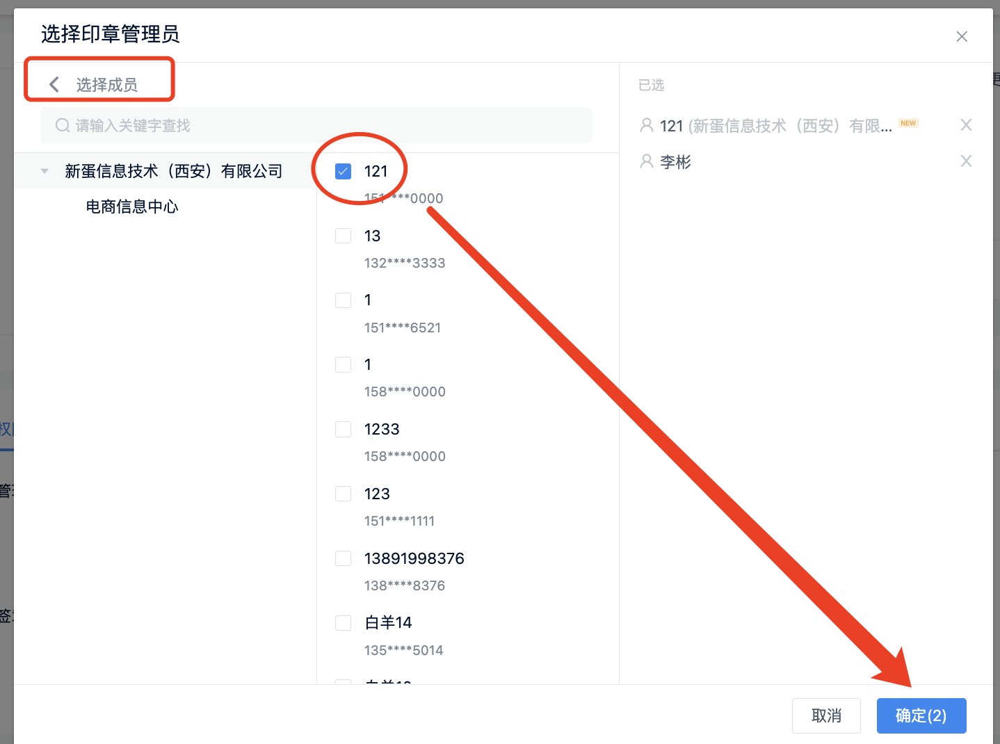 选择印章管理员
选择成员
请输入关键字查找
新蛋信息技术（西安）有限公司
电商信息中心
121
151****0000
13
132****3333
1
151****6521
1
158****0000
1233
158****0000
123
151****1111
13891998376
138****8376
白羊14
135****5014
已选
121 (新蛋信息技术（西安）有限... NEW
李彬
取消
确定(2)